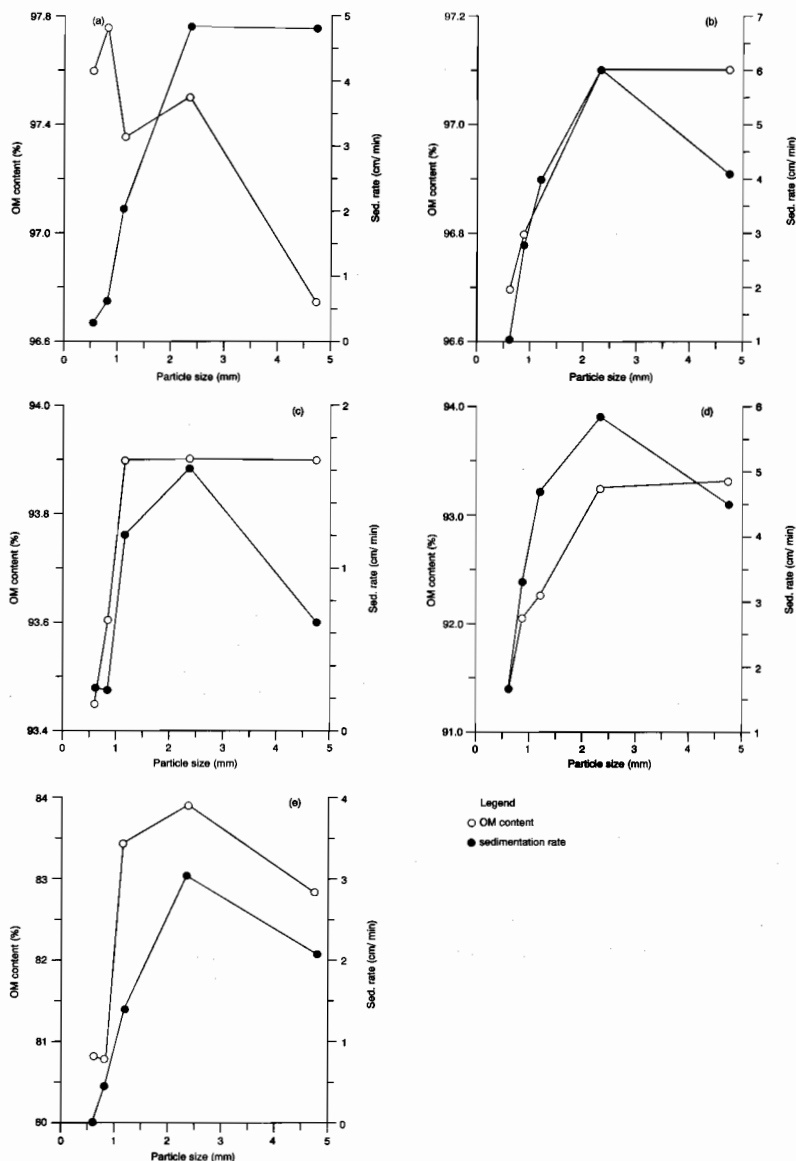 (a)
97.8
97.4
97.0
96.6
OM content (%)
5
4
3
2
1
0
Sed. rate (cm/ min)
0 1 2 3 4 5
Particle size (mm)
(b)
97.2
97.0
96.8
96.6
OM content (%)
7
6
5
4
3
2
1
Sed. rate (cm/ min)
0 1 2 3 4 5
Particle size (mm)
(c)
94.0
93.8
93.6
93.4
OM content (%)
2
1
0
Sed. rate (cm/ min)
0 1 2 3 4 5
Particle size (mm)
(d)
94.0
93.0
92.0
91.0
OM content (%)
6
5
4
3
2
1
Sed. rate (cm/ min)
0 1 2 3 4 5
Particle size (mm)
(e)
84
83
82
81
80
OM content (%)
4
3
2
1
0
Sed. rate (cm/ min)
0 1 2 3 4 5
Particle size (mm)
Legend
OM content
sedimentation rate